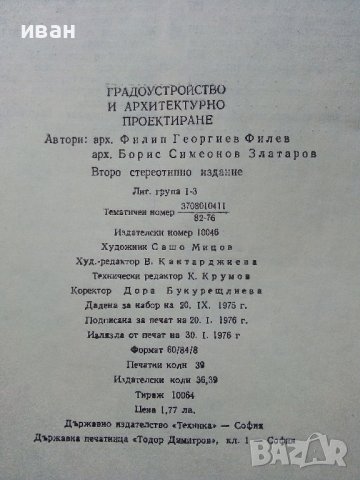 иван
ГРАДОУСТРОЙСТВО
И АРХИТЕКТУРНО
ПРОЕКТИРАНЕ
Автори: арх. Филип Георгиев Филев
арх. Борис Симеонов Златаров
Второ стереотипно издание
Лит. група I-3
Тематичен номер 3708010411
82-76
Издателски номер 10046
Художник Сашо Мицов
Худ.-редактор В. Кактарджиева
Технически редактор К. Крумов
Коректор Дора Букурещлиева
Дадена за набор на 20. IX. 1975 г.
Подписана за печат на 20. I. 1976 г.
Излязла от печат на 30. I. 1976 г
Формат 60/84/8
Печатни коли 39
Издателски коли 36,39
Тираж 10064
Цена 1,77 лв.
Държавно издателство «Техника» — София
Държавна печатница «Тодор Димитров», кл. 1 — София
BAZAR
bg